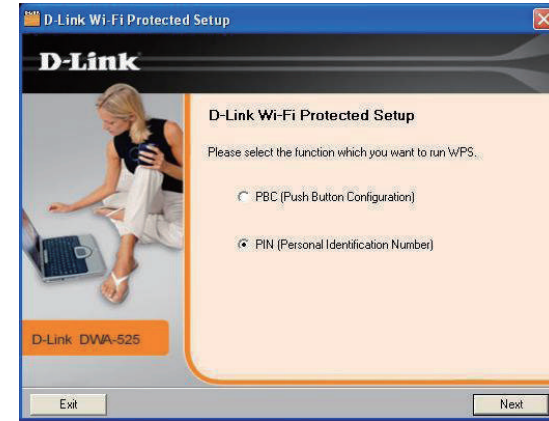 D-Link Wi-Fi Protected Setup
D-Link
D-Link Wi-Fi Protected Setup
Please select the function which you want to run WPS.
PBC (Push Button Configuration)
PIN (Personal Identification Number)
D-Link DWA-525
Exit
Next